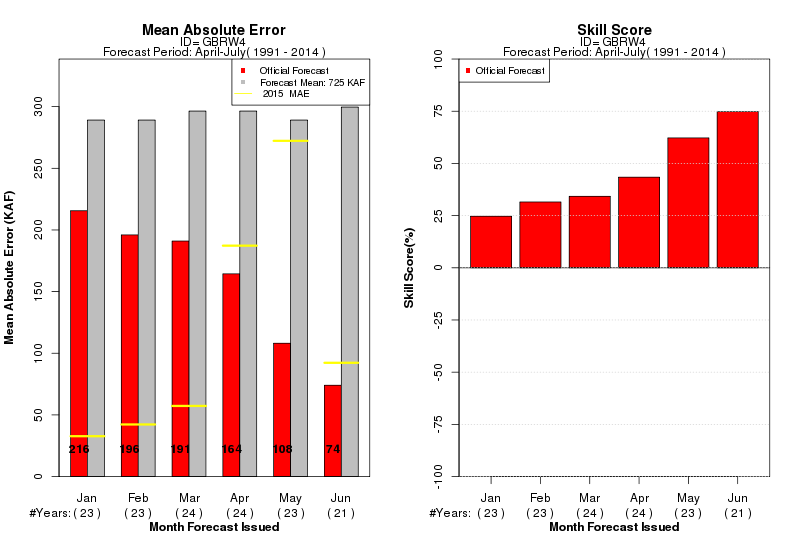 Mean Absolute Error
ID= GBRW4
Forecast Period: April-July( 1991 - 2014 )
Official Forecast
Forecast Mean: 725 KAF
2015 MAE
Mean Absolute Error (KAF)
300
250
200
150
100
50
0
216 196 191 164 108 74
Jan Feb Mar Apr May Jun
#Years: ( 23 ) ( 23 ) ( 24 ) ( 24 ) ( 23 ) ( 21 )
Month Forecast Issued
Skill Score
ID= GBRW4
Forecast Period: April-July( 1991 - 2014 )
Official Forecast
Skill Score(%)
100
75
50
25
0
-25
-50
-75
-100
Jan Feb Mar Apr May Jun
#Years: ( 23 ) ( 23 ) ( 24 ) ( 24 ) ( 23 ) ( 21 )
Month Forecast Issued